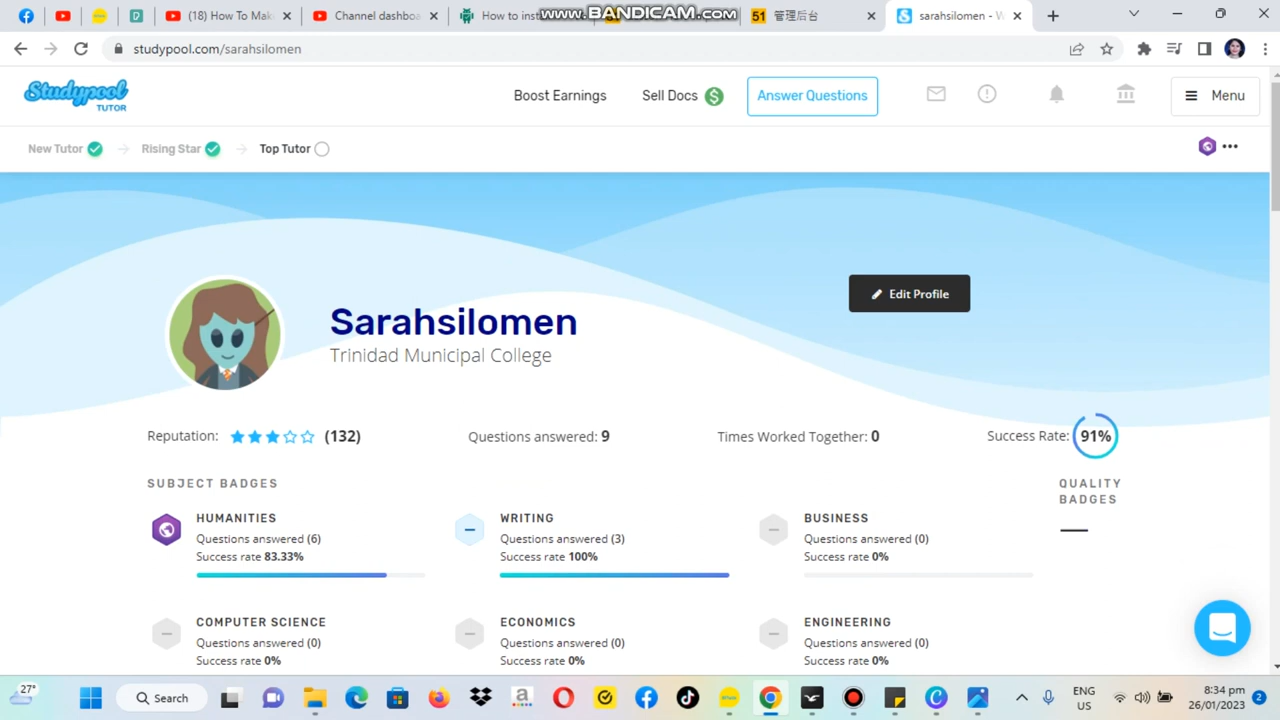 (18) How To Mak
Channel dashboa
How to inst
www.BANDICAM.com
51 管理后台
sarahsilomen - W
studypool.com/sarahsilomen
Studypool
TUTOR
Boost Earnings
Sell Docs $
Answer Questions
Menu
New Tutor
Rising Star
Top Tutor
Edit Profile
Sarahsilomen
Trinidad Municipal College
Reputation: (132)
Questions answered: 9
Times Worked Together: 0
Success Rate: 91%
SUBJECT BADGES
QUALITY
BADGES
HUMANITIES
Questions answered (6)
Success rate 83.33%
WRITING
Questions answered (3)
Success rate 100%
BUSINESS
Questions answered (0)
Success rate 0%
COMPUTER SCIENCE
Questions answered (0)
Success rate 0%
ECONOMICS
Questions answered (0)
Success rate 0%
ENGINEERING
Questions answered (0)
Success rate 0%
27°
Search
ENG
US
8:34 pm
26/01/2023
2